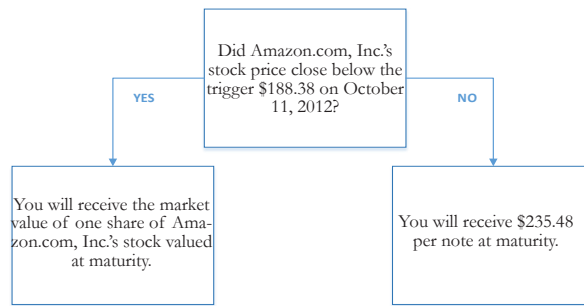 Did Amazon.com, Inc.'s
stock price close below the
trigger $188.38 on October
11, 2012?
YES
NO
You will receive the market
value of one share of Ama-
zon.com, Inc.'s stock valued
at maturity.
You will receive $235.48
per note at maturity.